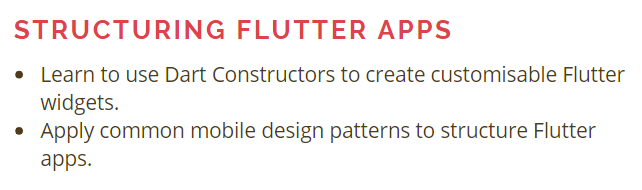 STRUCTURING FLUTTER APPS
• Learn to use Dart Constructors to create customisable Flutter
widgets.
• Apply common mobile design patterns to structure Flutter
apps.